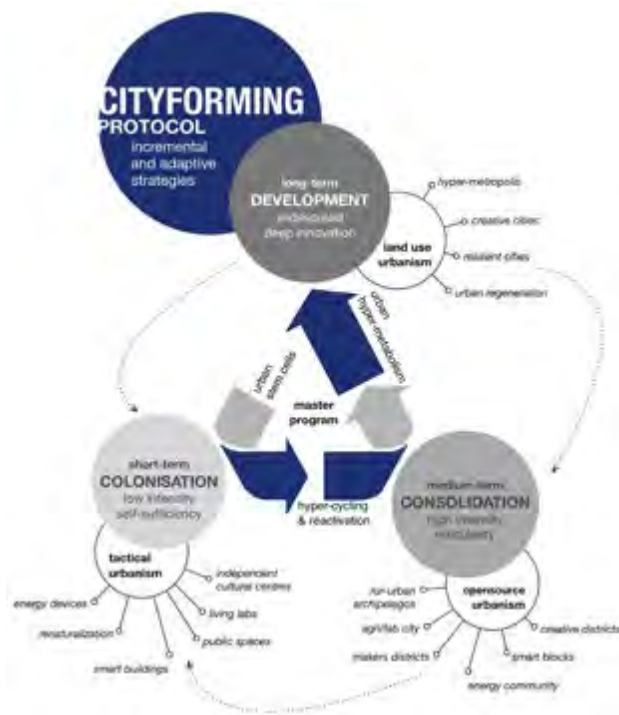 CITYFORMING
PROTOCOL
incremental
and adaptive
strategies
long-term
DEVELOPMENT
deep innovation
land use
urbanism
hyper-metropolis
creative cities
resilient cities
urban regeneration
urban
hyper-metabolism
urban
stem cells
master
program
hyper-cycling
& reactivation
short-term
COLONISATION
low intensity
self-sufficiency
tactical
urbanism
independent
cultural centres
living labs
public spaces
smart buildings
renaturalization
energy devices
medium-term
CONSOLIDATION
high intensity
opensource
urbanism
rur-urban
archipelagos
agri/lab city
makers districts
energy community
smart blocks
creative districts